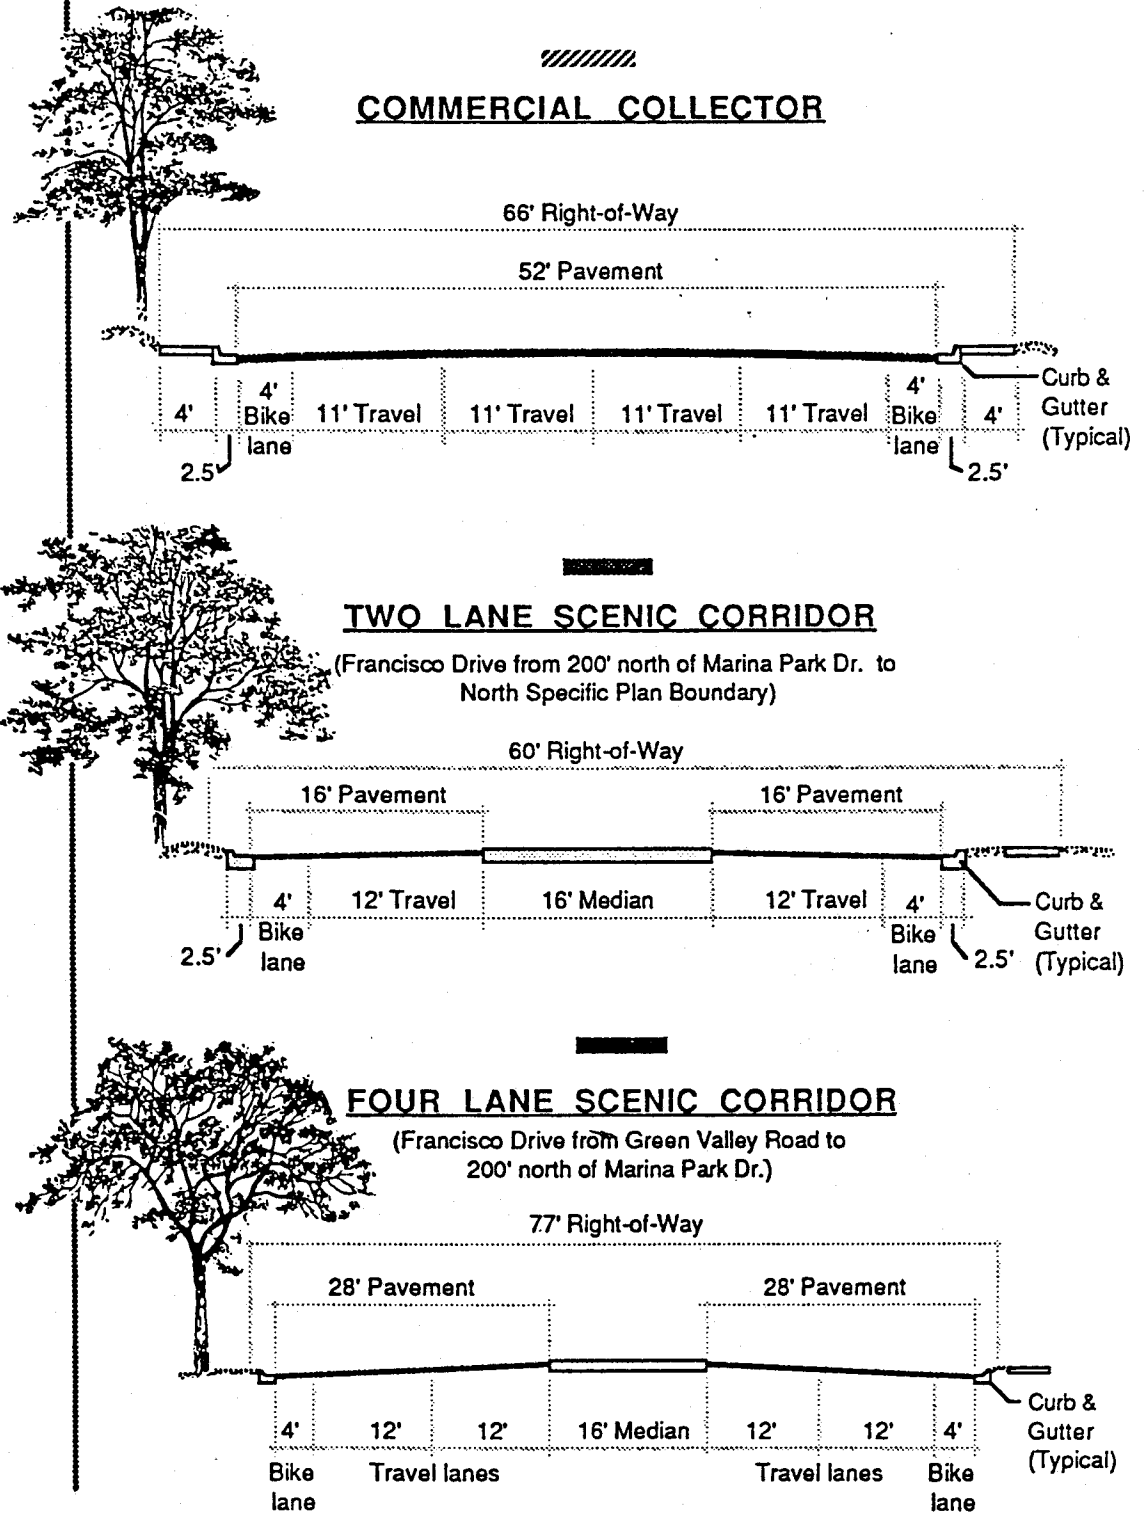 COMMERCIAL COLLECTOR
66' Right-of-Way
52' Pavement
4'
4' Bike lane
11' Travel
11' Travel
11' Travel
11' Travel
4' Bike lane
4'
Curb &
Gutter
(Typical)
2.5'
2.5'
TWO LANE SCENIC CORRIDOR
(Francisco Drive from 200' north of Marina Park Dr. to
North Specific Plan Boundary)
60' Right-of-Way
16' Pavement
16' Pavement
4'
Bike
lane
12' Travel
16' Median
12' Travel
4'
Bike
lane
Curb &
Gutter
(Typical)
2.5'
2.5'
FOUR LANE SCENIC CORRIDOR
(Francisco Drive from Green Valley Road to
200' north of Marina Park Dr.)
77' Right-of-Way
28' Pavement
28' Pavement
4'
12'
12'
16' Median
12'
12'
4'
Curb &
Gutter
(Typical)
Bike
lane
Travel lanes
Travel lanes
Bike
lane